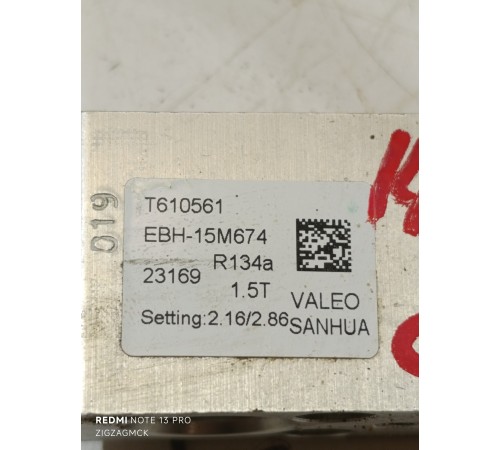 019
T610561
EBH-15M674
R134a
23169
1.5T
VALEO
Setting:2.16/2.86
SANHUA
REDMI NOTE 13 PRO
ZIGZAGMCK